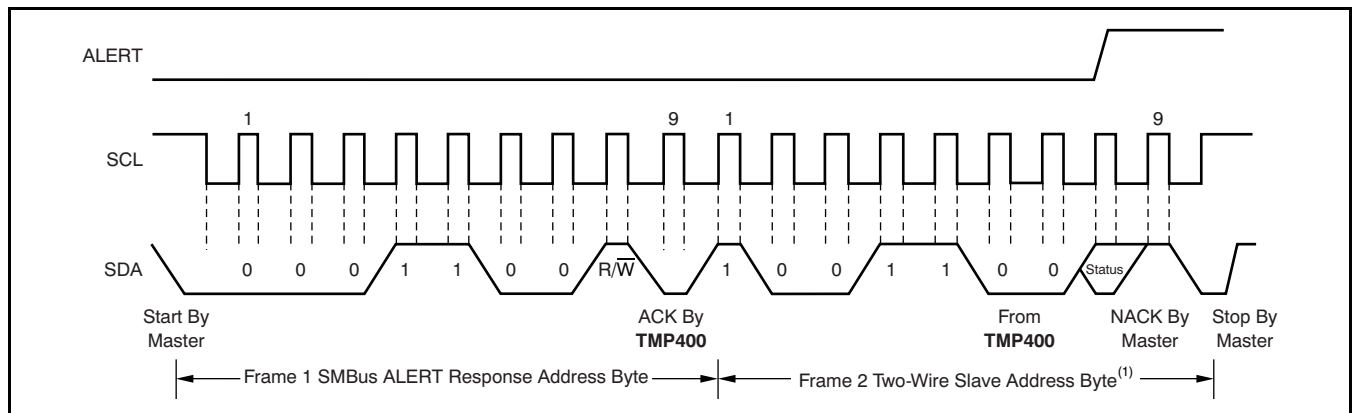 ALERT
1 9 1 9
SCL
SDA 0 0 0 1 1 0 0 R/W̅ 1 0 0 1 1 0 0 Status
Start By Master
ACK By TMP400
From TMP400
NACK By Master
Stop By Master
Frame 1 SMBus ALERT Response Address Byte
Frame 2 Two-Wire Slave Address Byte(1)